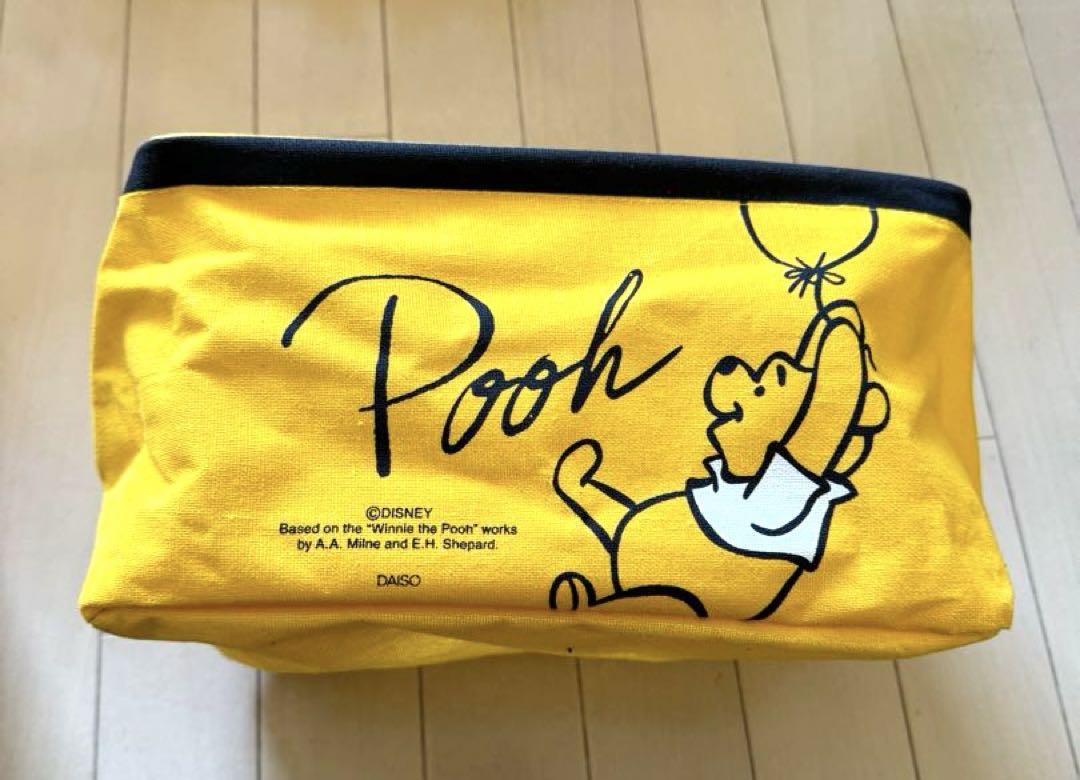 Pooh
©DISNEY
Based on the "Winnie the Pooh" works
by A.A. Milne and E.H. Shepard.
DAISO